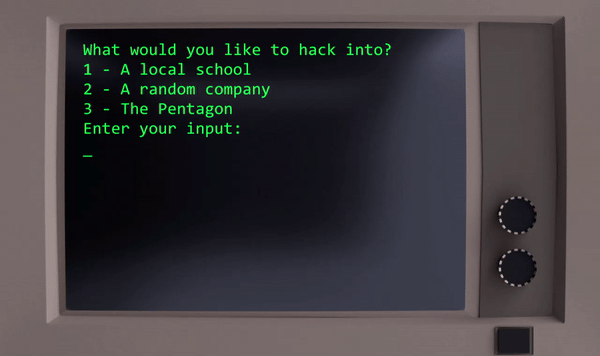 What would you like to hack into?
1 - A local school
2 - A random company
3 - The Pentagon
Enter your input:
_